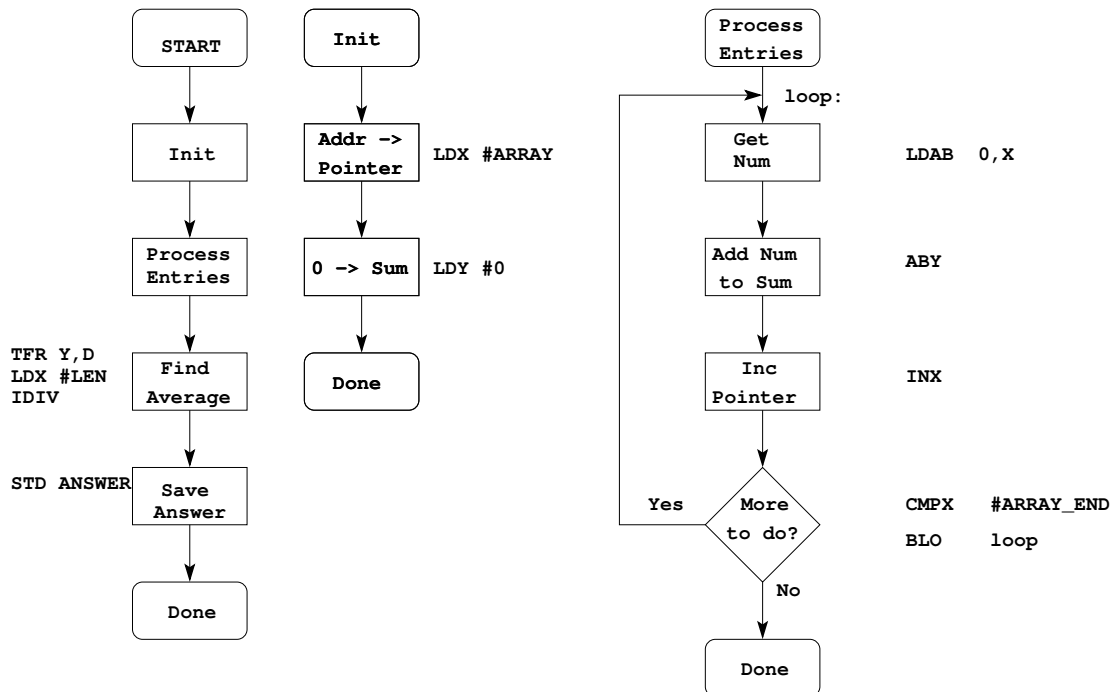 START
Init
Process
Entries
TFR Y,D
LDX #LEN
IDIV
Find
Average
STD ANSWER
Save
Answer
Done
Init
Addr ->
Pointer
LDX #ARRAY
0 -> Sum
LDY #0
Done
Process
Entries
loop:
Get
Num
LDAB 0,X
Add Num
to Sum
ABY
Inc
Pointer
INX
Yes
More
to do?
CMPX #ARRAY_END
BLO loop
No
Done